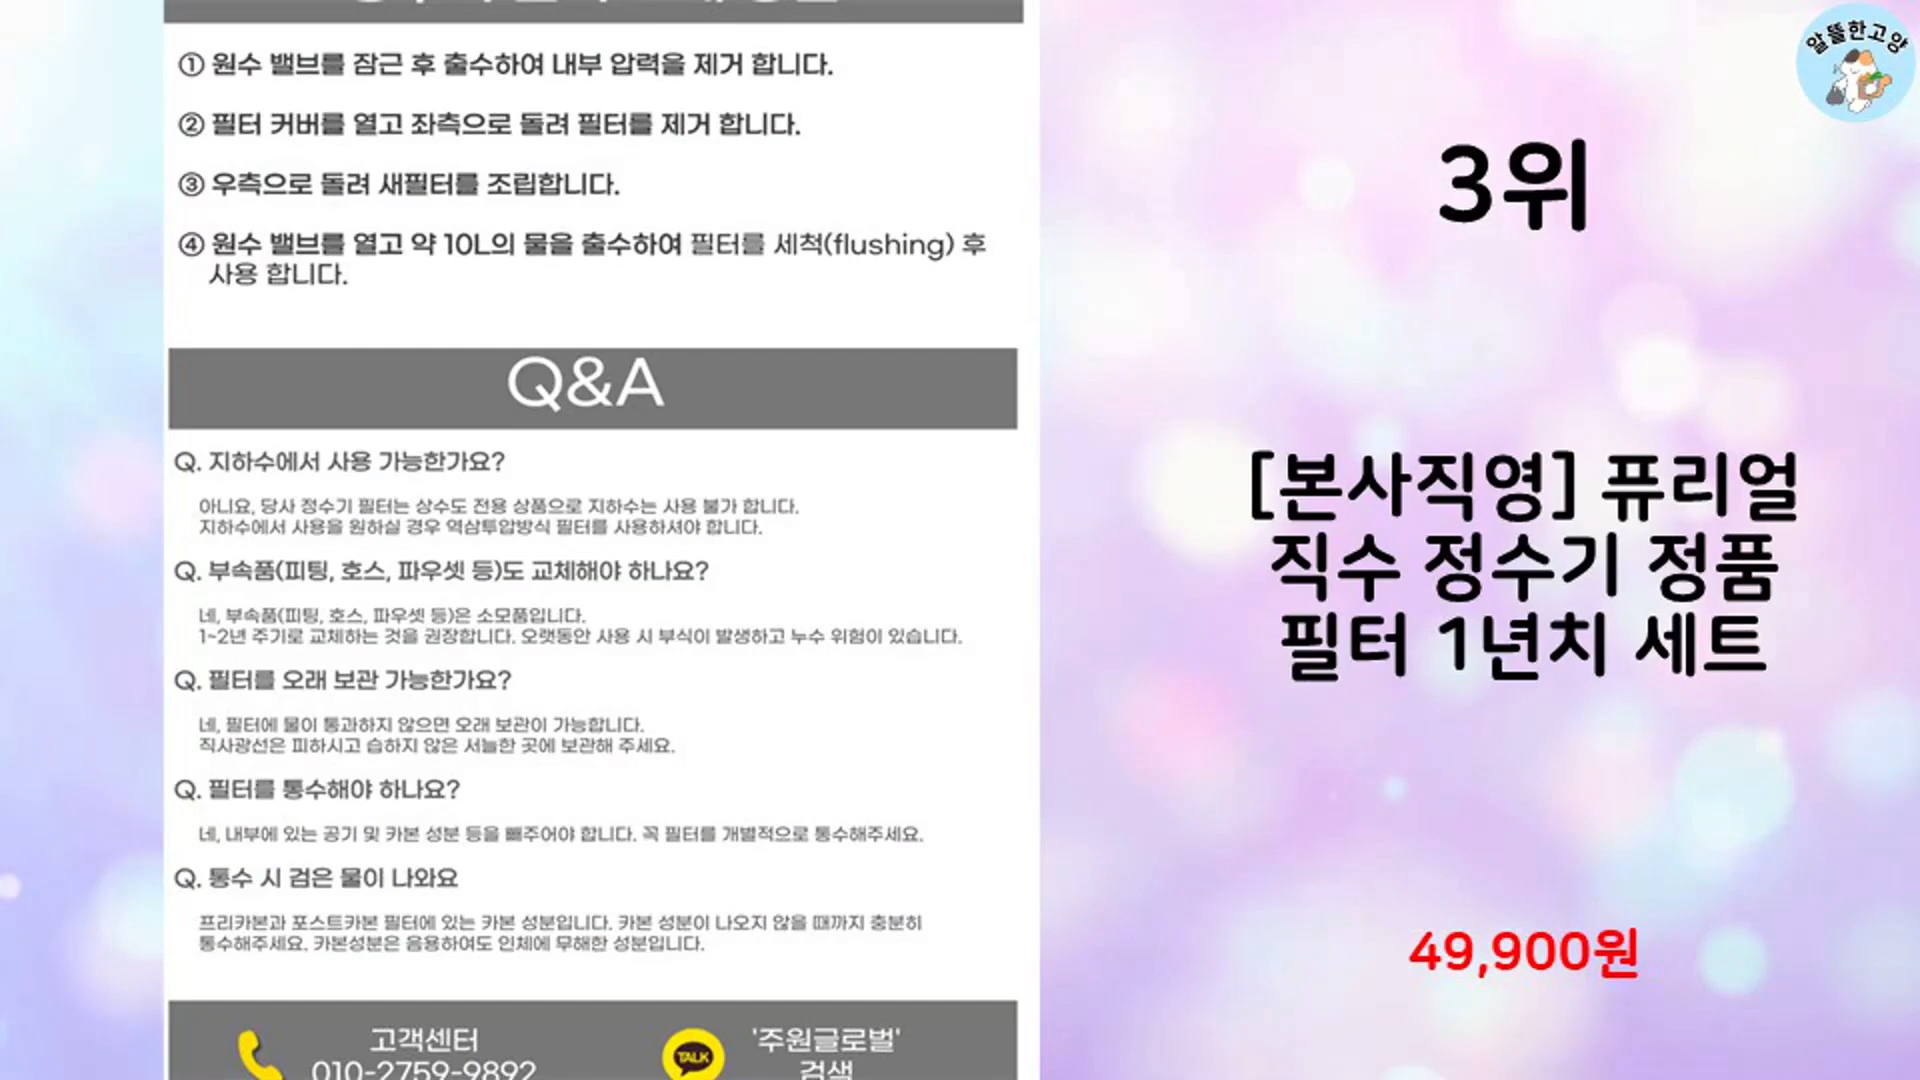 ① 원수 밸브를 잠근 후 출수하여 내부 압력을 제거 합니다.
② 필터 커버를 열고 좌측으로 돌려 필터를 제거 합니다.
③ 우측으로 돌려 새필터를 조립합니다.
④ 원수 밸브를 열고 약 10L의 물을 출수하여 필터를 세척(flushing) 후
사용 합니다.
Q&A
Q. 지하수에서 사용 가능한가요?
아니요, 당사 정수기 필터는 상수도 전용 상품으로 지하수는 사용 불가 합니다.
지하수에서 사용을 원하실 경우 역삼투압방식 필터를 사용하셔야 합니다.
Q. 부속품(피팅, 호스, 파우셋 등)도 교체해야 하나요?
네, 부속품(피팅, 호스, 파우셋 등)은 소모품입니다.
1~2년 주기로 교체하는 것을 권장합니다. 오랫동안 사용 시 부식이 발생하고 누수 위험이 있습니다.
Q. 필터를 오래 보관 가능한가요?
네, 필터에 물이 통과하지 않으면 오래 보관이 가능합니다.
직사광선은 피하시고 습하지 않은 서늘한 곳에 보관해 주세요.
Q. 필터를 통수해야 하나요?
네, 내부에 있는 공기 및 카본 성분 등을 빼주어야 합니다. 꼭 필터를 개별적으로 통수해주세요.
Q. 통수 시 검은 물이 나와요
프리카본과 포스트카본 필터에 있는 카본 성분입니다. 카본 성분이 나오지 않을 때까지 충분히
통수해주세요. 카본성분은 음용하여도 인체에 무해한 성분입니다.
고객센터
010-2759-9892
TALK
'주원글로벌'
검색
알뜰한고양
3위
[본사직영] 퓨리얼
직수 정수기 정품
필터 1년치 세트
49,900원